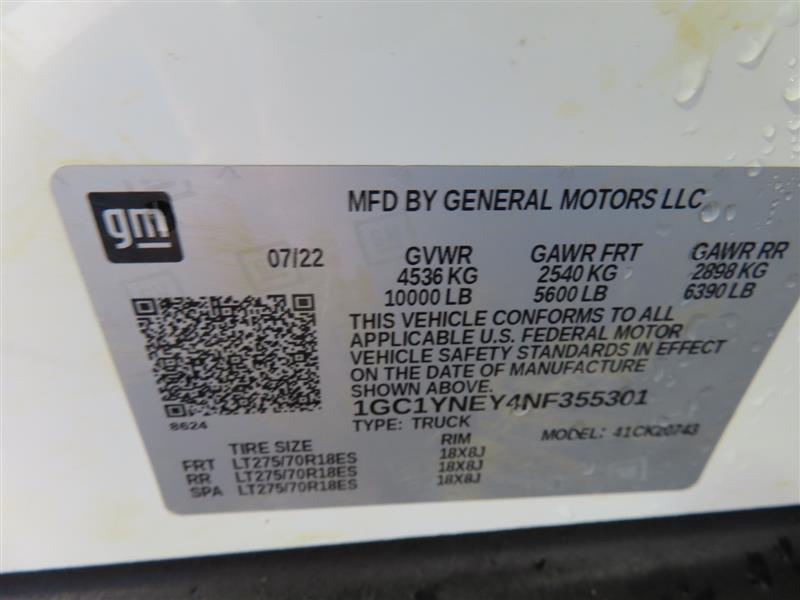 gm
MFD BY GENERAL MOTORS LLC
07/22 GVWR GAWR FRT GAWR RR
4536 KG 2540 KG 2898 KG
10000 LB 5600 LB 6390 LB
THIS VEHICLE CONFORMS TO ALL
APPLICABLE U.S. FEDERAL MOTOR
VEHICLE SAFETY STANDARDS IN EFFECT
ON THE DATE OF MANUFACTURE
SHOWN ABOVE.
1GC1YNEY4NF355301
8624
TYPE: TRUCK MODEL: 41CK20743
TIRE SIZE RIM
FRT LT275/70R18ES 18X8J
RR LT275/70R18ES 18X8J
SPA LT275/70R18ES 18X8J